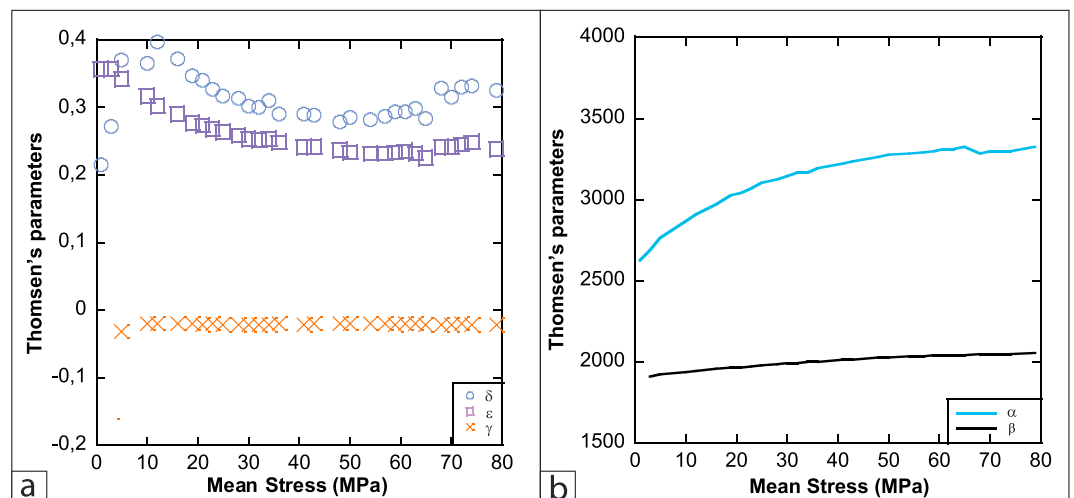 0,4
0,3
0,2
0,1
0
-0,1
-0,2
Thomsen's parameters
δ
ε
γ
0 10 20 30 40 50 60 70 80
Mean Stress (MPa)
a
4000
3500
3000
2500
2000
1500
Thomsen's parameters
α
β
0 10 20 30 40 50 60 70 80
Mean Stress (MPa)
b